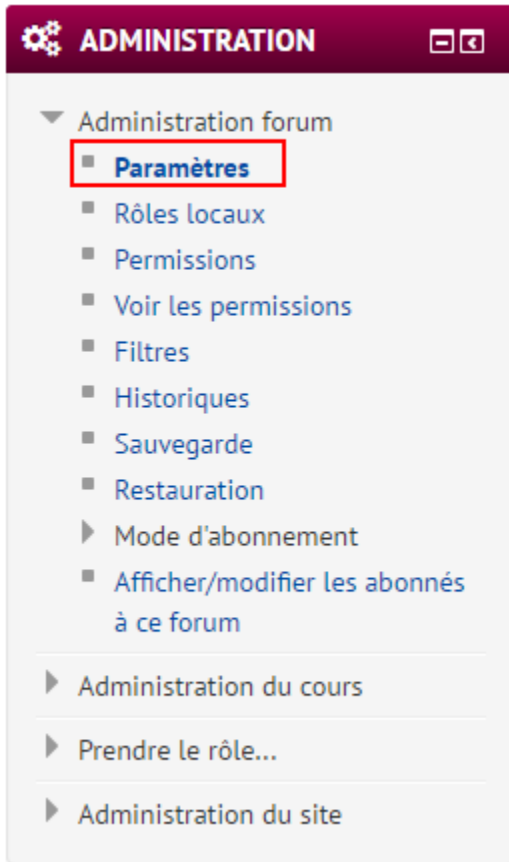 ADMINISTRATION
Administration forum
Paramètres
Rôles locaux
Permissions
Voir les permissions
Filtres
Historiques
Sauvegarde
Restauration
Mode d'abonnement
Afficher/modifier les abonnés
à ce forum
Administration du cours
Prendre le rôle...
Administration du site